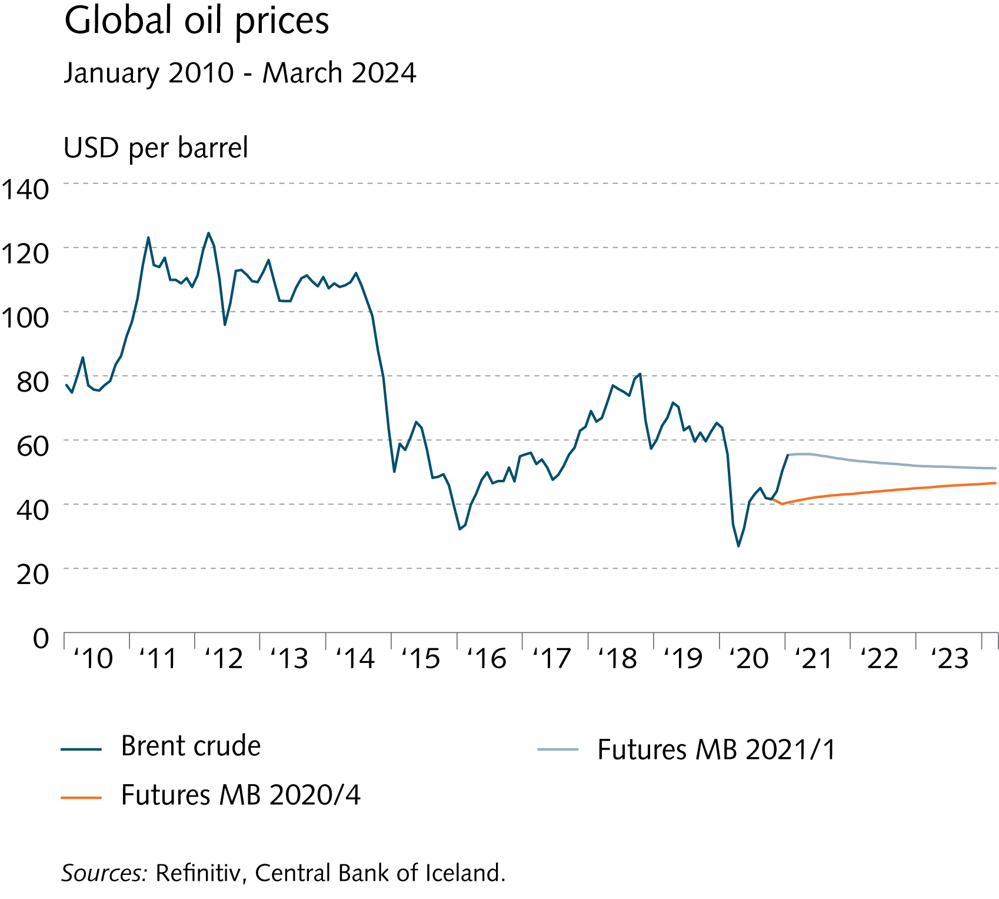 Global oil prices
January 2010 - March 2024
USD per barrel
140
120
100
80
60
40
20
0
‘10 ‘11 ‘12 ‘13 ‘14 ‘15 ‘16 ‘17 ‘18 ‘19 ‘20 ‘21 ‘22 ‘23
Brent crude
Futures MB 2021/1
Futures MB 2020/4
Sources: Refinitiv, Central Bank of Iceland.